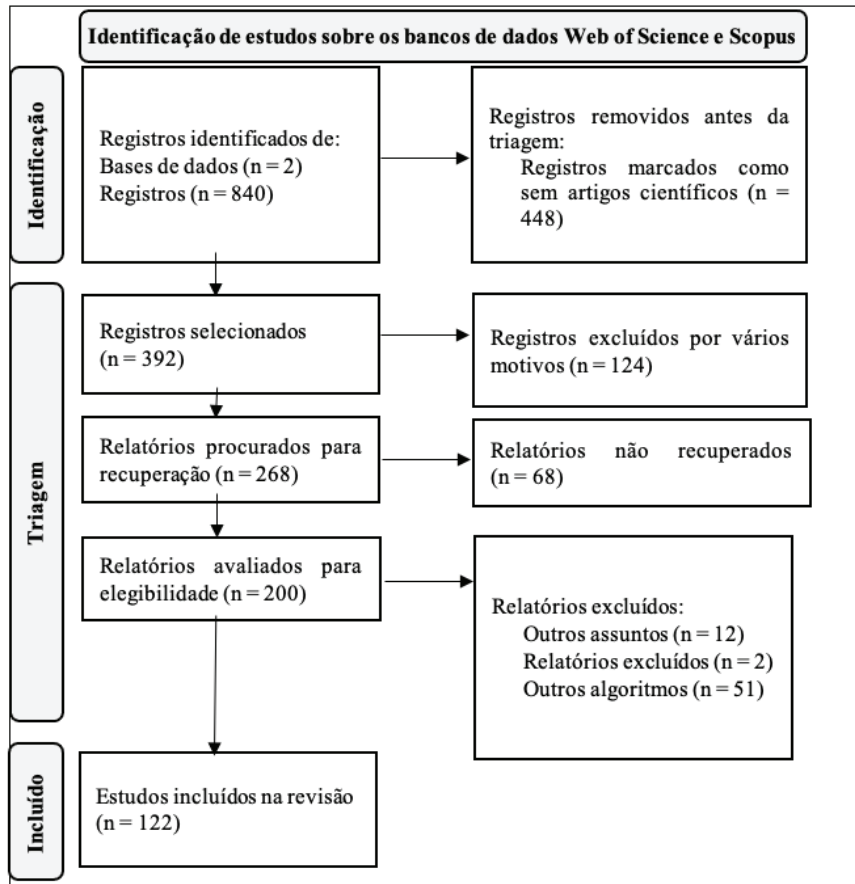 Identificação de estudos sobre os bancos de dados Web of Science e Scopus
Identificação
Registros identificados de:
Bases de dados (n = 2)
Registros (n = 840)
Registros removidos antes da
triagem:
Registros marcados como
sem artigos científicos (n =
448)
Triagem
Registros selecionados
(n = 392)
Registros excluídos por vários
motivos (n = 124)
Relatórios procurados para
recuperação (n = 268)
Relatórios não recuperados
(n = 68)
Relatórios avaliados para
elegibilidade (n = 200)
Relatórios excluídos:
Outros assuntos (n = 12)
Relatórios excluídos (n = 2)
Outros algoritmos (n = 51)
Incluído
Estudos incluídos na revisão
(n = 122)